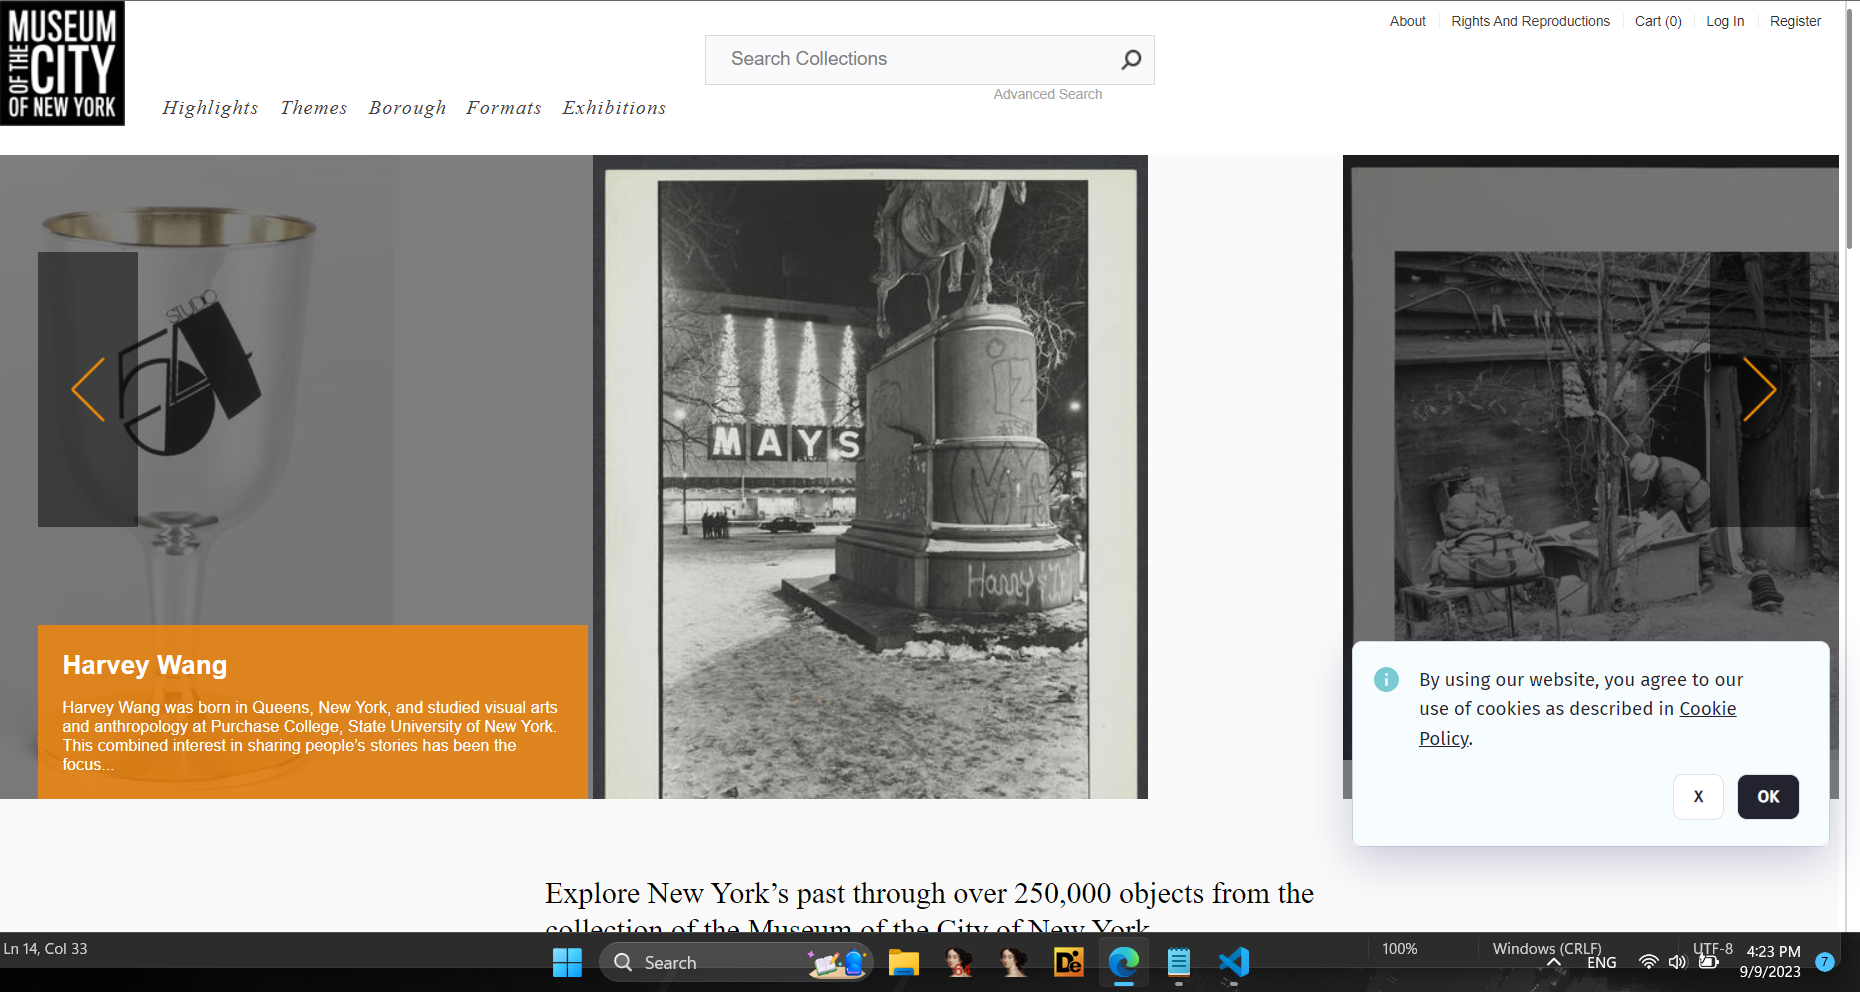 MUSEUM
OF THE CITY
OF NEW YORK
About
Rights And Reproductions
Cart (0)
Log In
Register
Search Collections
Advanced Search
Highlights
Themes
Borough
Formats
Exhibitions
STUDIO
54
MAYS
Harvey Wang
Harvey Wang was born in Queens, New York, and studied visual arts
and anthropology at Purchase College, State University of New York.
This combined interest in sharing people's stories has been the
focus...
By using our website, you agree to our
use of cookies as described in Cookie
Policy.
X
OK
Explore New York’s past through over 250,000 objects from the
collection of the Museum of the City of New York
Ln 14, Col 33
Search
64
De
100%
Windows (CRLF)
UTF-8
ENG
4:23 PM
9/9/2023
7